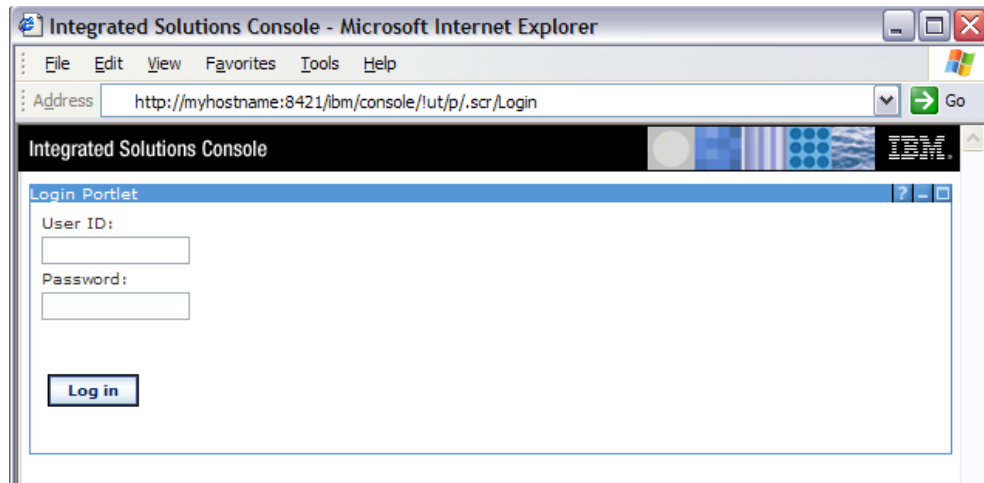 Integrated Solutions Console - Microsoft Internet Explorer
File Edit View Favorites Tools Help
Address http://myhostname:8421/ibm/console/!ut/p/.scr/Login Go
Integrated Solutions Console IBM.
Login Portlet ?
User ID:
Password:
Log in